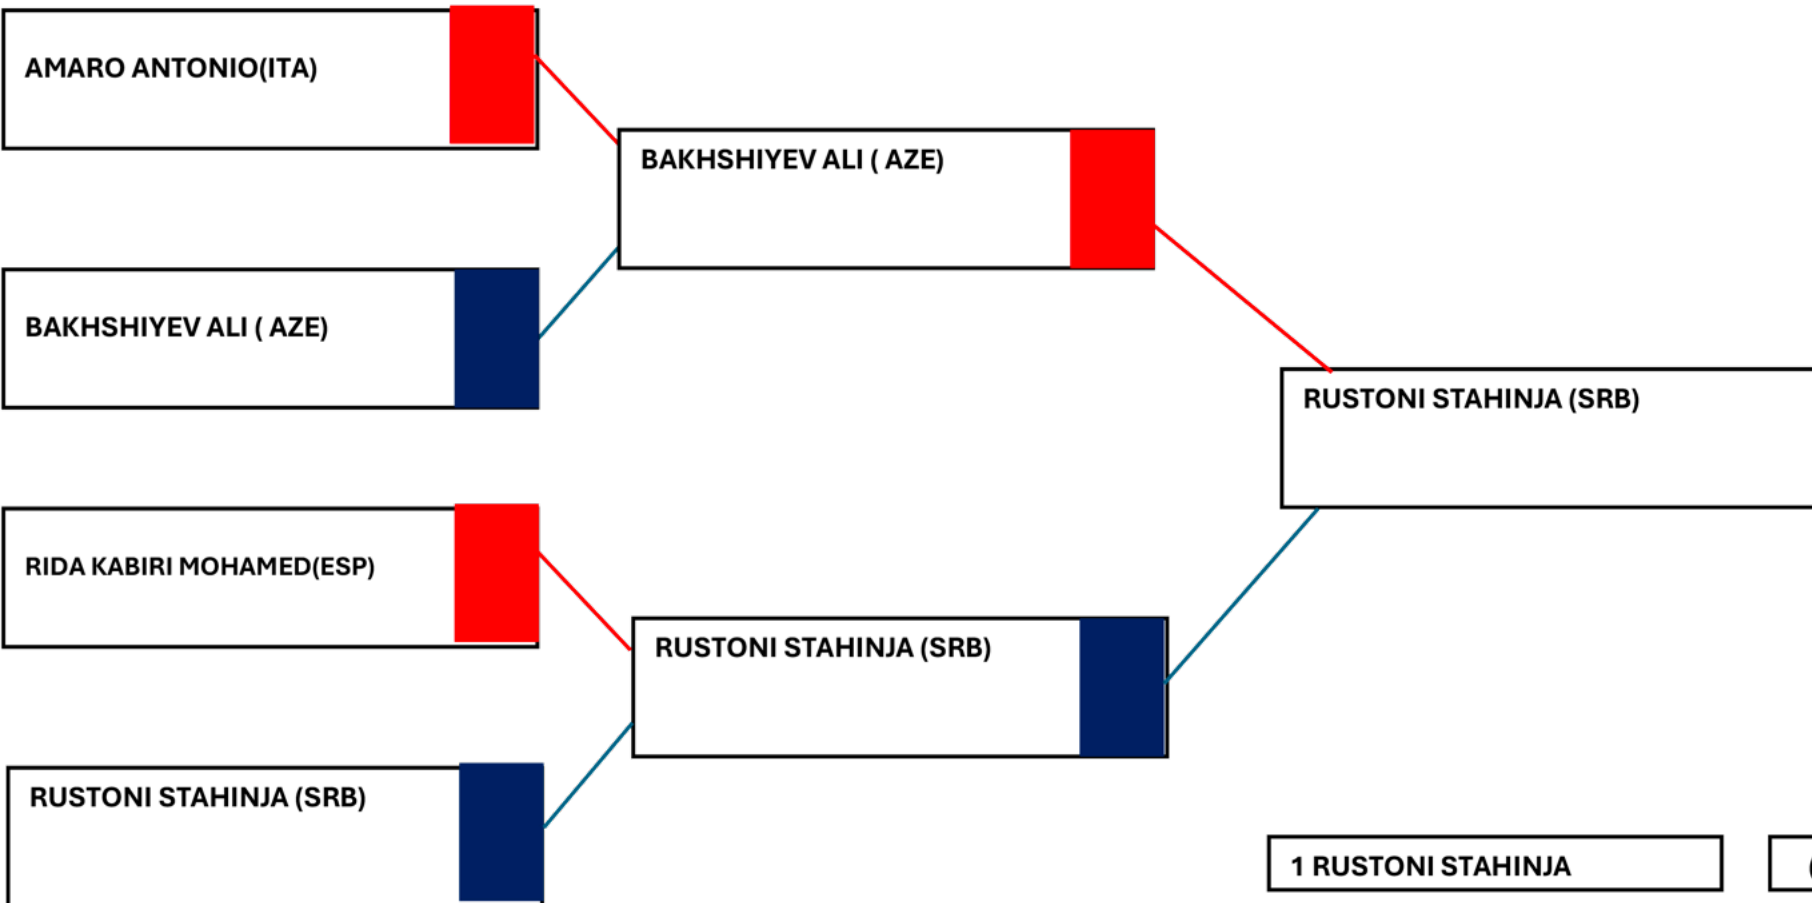 AMARO ANTONIO(ITA)
BAKHSHIYEV ALI ( AZE)
BAKHSHIYEV ALI ( AZE)
RUSTONI STAHINJA (SRB)
RIDA KABIRI MOHAMED(ESP)
RUSTONI STAHINJA (SRB)
RUSTONI STAHINJA (SRB)
1 RUSTONI STAHINJA